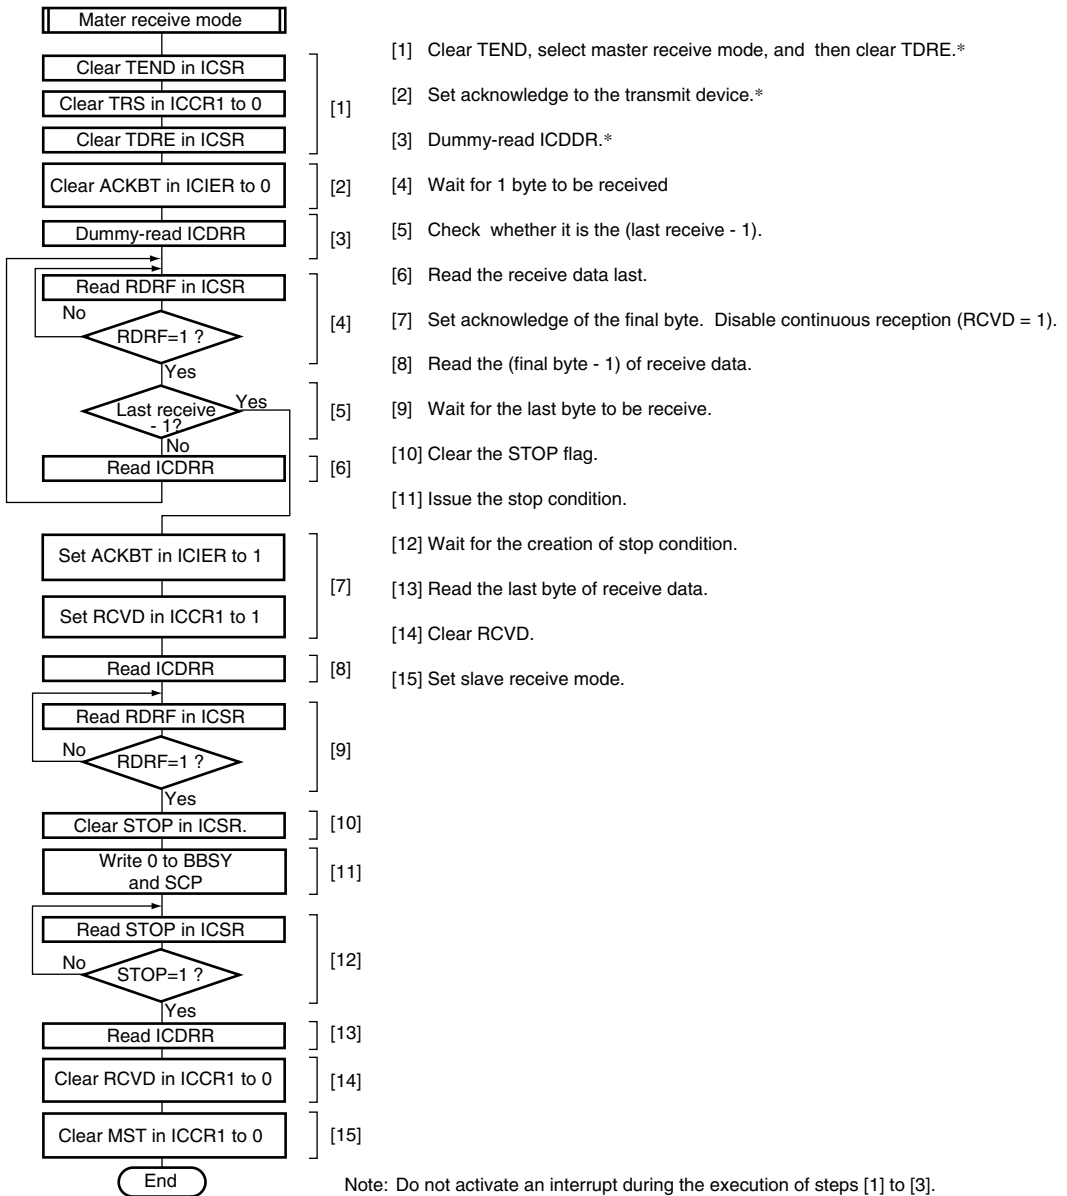 Mater receive mode
Clear TEND in ICSR
Clear TRS in ICCR1 to 0
Clear TDRE in ICSR
[1]
Clear ACKBT in ICIER to 0
[2]
Dummy-read ICDRR
[3]
Read RDRF in ICSR
No
RDRF=1 ?
[4]
Yes
Last receive
- 1?
Yes
[5]
No
Read ICDRR
[6]
Set ACKBT in ICIER to 1
[7]
Set RCVD in ICCR1 to 1
Read ICDRR
[8]
Read RDRF in ICSR
No
RDRF=1 ?
[9]
Yes
Clear STOP in ICSR.
[10]
Write 0 to BBSY
and SCP
[11]
Read STOP in ICSR
No
STOP=1 ?
[12]
Yes
Read ICDRR
[13]
Clear RCVD in ICCR1 to 0
[14]
Clear MST in ICCR1 to 0
[15]
End
[1] Clear TEND, select master receive mode, and then clear TDRE.*
[2] Set acknowledge to the transmit device.*
[3] Dummy-read ICDDR.*
[4] Wait for 1 byte to be received
[5] Check whether it is the (last receive - 1).
[6] Read the receive data last.
[7] Set acknowledge of the final byte. Disable continuous reception (RCVD = 1).
[8] Read the (final byte - 1) of receive data.
[9] Wait for the last byte to be receive.
[10] Clear the STOP flag.
[11] Issue the stop condition.
[12] Wait for the creation of stop condition.
[13] Read the last byte of receive data.
[14] Clear RCVD.
[15] Set slave receive mode.
Note: Do not activate an interrupt during the execution of steps [1] to [3].